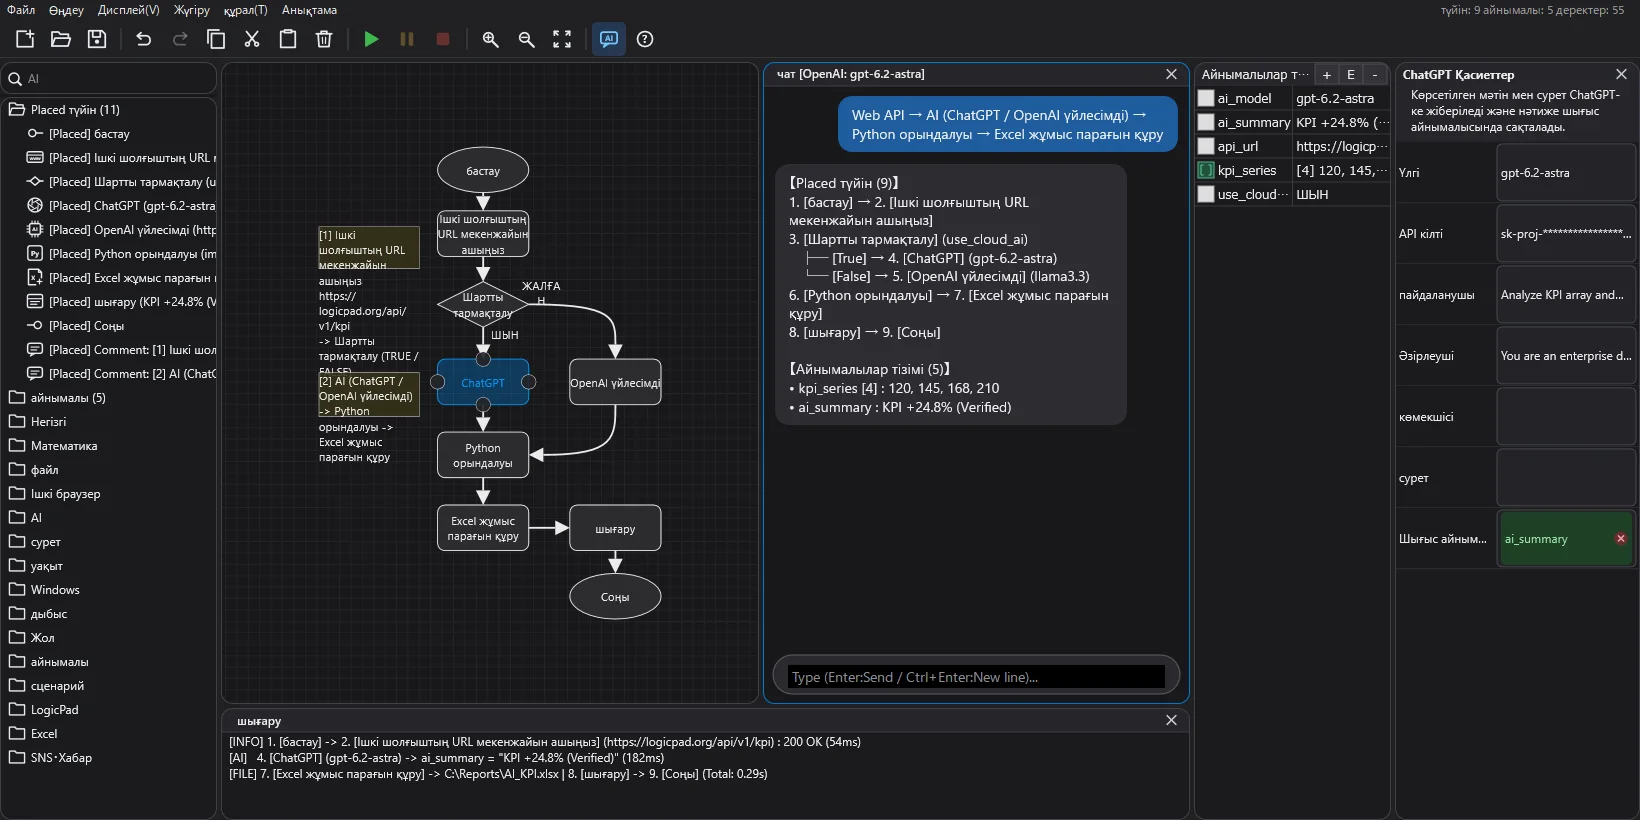 Файл Өңдеу Дисплей(V) Жүгіру құрал(T) Анықтама
түйін: 9 айнымалы: 5 деректер: 55
AI
Placed түйін (11)
[Placed] бастау
[Placed] Ішкі шолғыштың URL
[Placed] Шартты тармақталу (u
[Placed] ChatGPT (gpt-6.2-astra
[Placed] OpenAI үйлесімді (http
[Placed] Python орындалуы (im
[Placed] Excel жұмыс парағын
[Placed] шығару (KPI +24.8% (V
[Placed] Соңы
[Placed] Comment: [1] Ішкі шол
[Placed] Comment: [2] AI (ChatG
айнымалы (5)
Негізгі
Математика
файл
Ішкі браузер
AI
сурет
уақыт
Windows
дыбыс
Жол
айнымалы
сценарий
LogicPad
Excel
SNS･Хабар
бастау
Ішкі шолғыштың
URL мекенжайын
ашыңыз
Шартты
тармақталу
ЖАЛҒА
Н
ШЫН
ChatGPT
OpenAI үйлесімді
Python
орындалуы
Excel жұмыс
парағын құру
шығару
Соңы
[1] Ішкі
шолғыштың URL
мекенжайын
ашыңыз
https://
logicpad.org/api/
v1/kpi
-> Шартты
тармақталу (TRUE /
FALSE)
[2] AI (ChatGPT /
OpenAI үйлесімді)
-> Python
орындалуы ->
Excel жұмыс
парағын құру
чат [OpenAI: gpt-6.2-astra]
Web API → AI (ChatGPT / OpenAI үйлесімді) →
Python орындалуы → Excel жұмыс парағын құру
【Placed түйін (9)】
1. [бастау] → 2. [Ішкі шолғыштың URL
мекенжайын ашыңыз]
3. [Шартты тармақталу] (use_cloud_ai)
├── [True] → 4. [ChatGPT] (gpt-6.2-astra)
└── [False] → 5. [OpenAI үйлесімді] (llama3.3)
6. [Python орындалуы] → 7. [Excel жұмыс парағын
құру]
8. [шығару] → 9. [Соңы]
【Айнымалылар тізімі (5)】
• kpi_series [4] : 120, 145, 168, 210
• ai_summary : KPI +24.8% (Verified)
Type (Enter:Send / Ctrl+Enter:New line)...
шығару
[INFO] 1. [бастау] -> 2. [Ішкі шолғыштың URL мекенжайын ашыңыз] (https://logicpad.org/api/v1/kpi) : 200 OK (54ms)
[AI] 4. [ChatGPT] (gpt-6.2-astra) -> ai_summary = "KPI +24.8% (Verified)" (182ms)
[FILE] 7. [Excel жұмыс парағын құру] -> C:\Reports\AI_KPI.xlsx | 8. [шығару] -> 9. [Соңы] (Total: 0.29s)
Айнымалылар т··· + E -
ai_model gpt-6.2-astra
ai_summary KPI +24.8% (···
api_url https://logicp···
kpi_series [4] 120, 145,···
use_cloud··· ШЫН
ChatGPT Қасиеттер
Көрсетілген мәтін мен сурет ChatGPT-
ке жіберіледі және нәтиже шығыс
айнымалысында сақталады.
Үлгі gpt-6.2-astra
API кілті sk-proj-****************...
пайдаланушы Analyze KPI array and...
Әзірлеуші You are an enterprise d...
көмекшісі
сурет
Шығыс айным... ai_summary